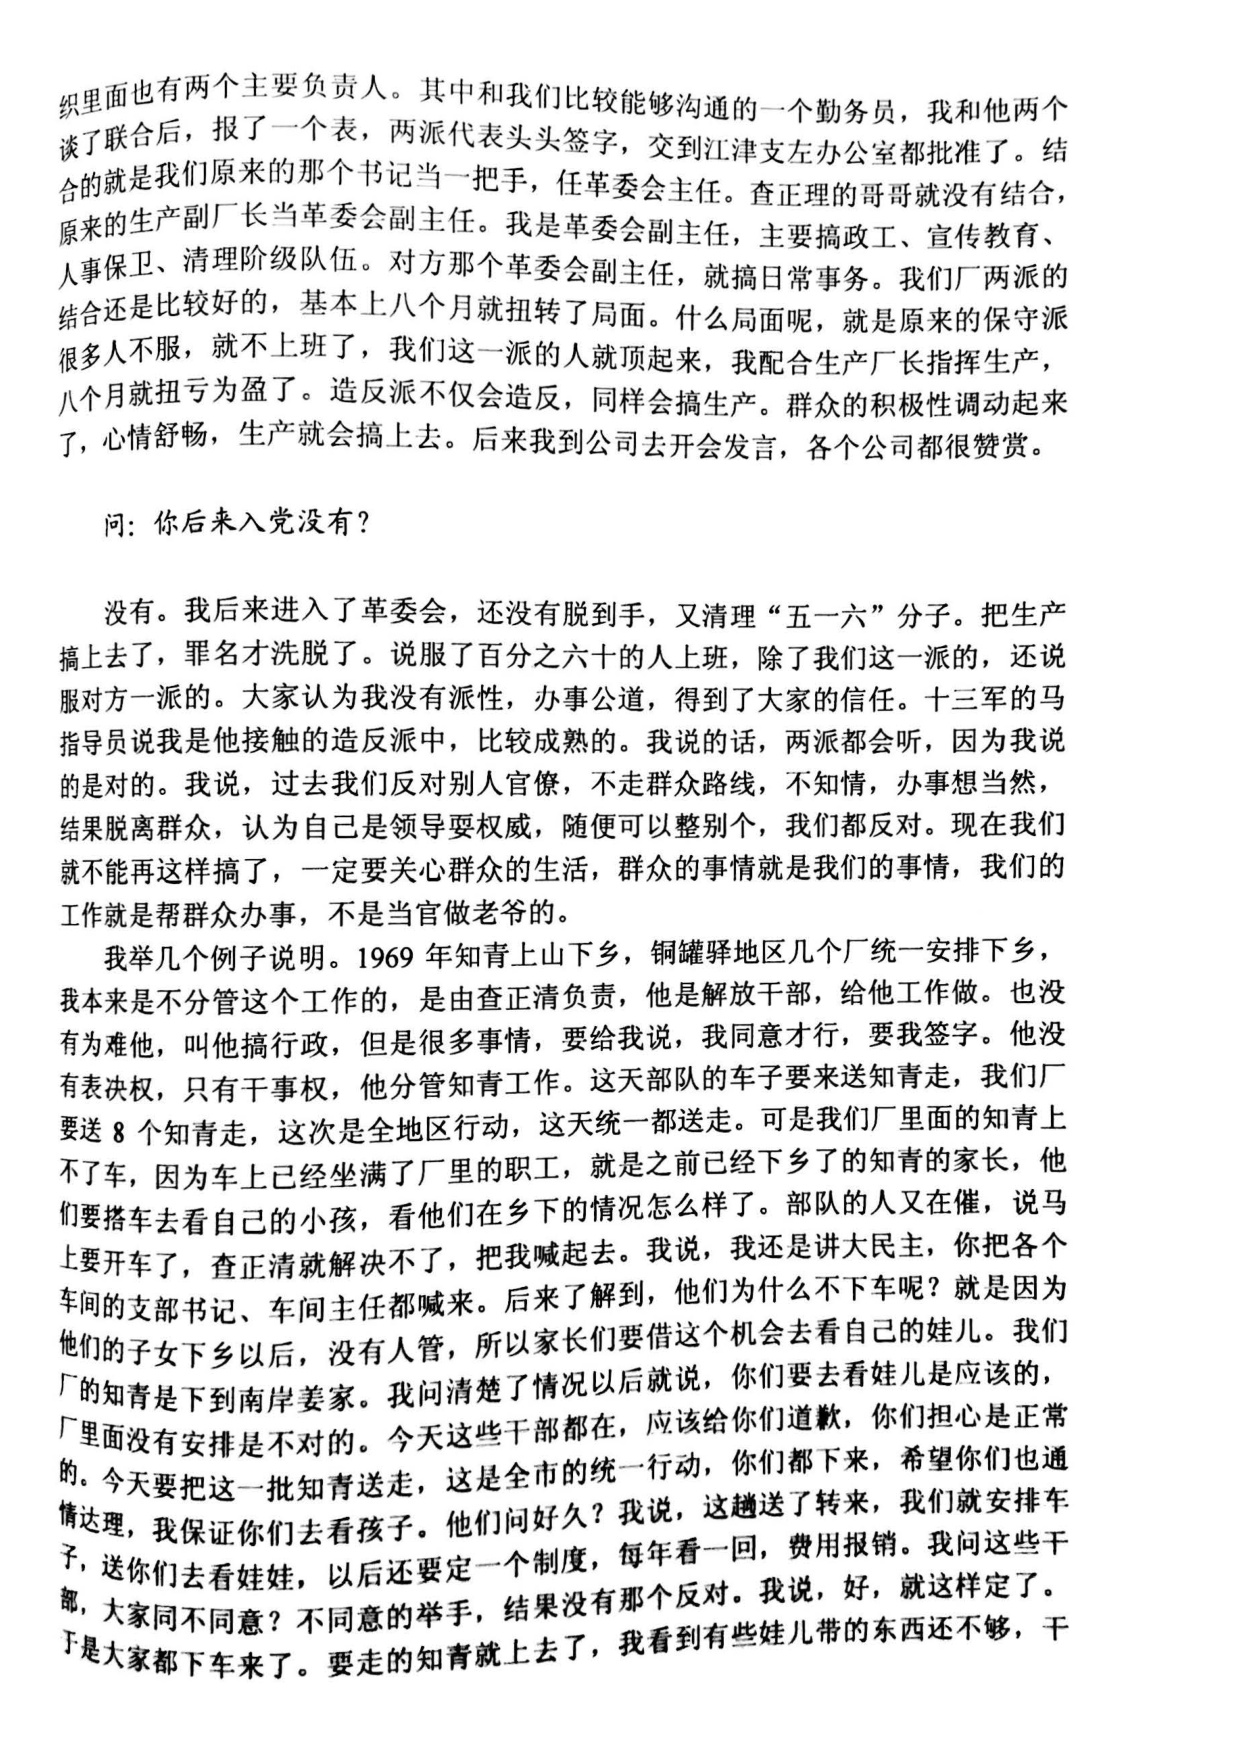 织里面也有两个主要负责人。其中和我们比较能够沟通的一个勤务员，我和他两个
谈了联合后，报了一个表，两派代表头头签字，交到江津支左办公室都批准了。结
合的就是我们原来的那个书记当一把手，任革委会主任。查正理的哥哥就没有结合，
原来的生产副厂长当革委会副主任。我是革委会副主任，主要搞政工、宣传教育、
人事保卫、清理阶级队伍。对方那个革委会副主任，就搞日常事务。我们厂两派的
结合还是比较好的，基本上八个月就扭转了局面。什么局面呢，就是原来的保守派
很多人不服，就不上班了，我们这一派的人就顶起来，我配合生产厂长指挥生产，
八个月就扭亏为盈了。造反派不仅会造反，同样会搞生产。群众的积极性调动起来
了，心情舒畅，生产就会搞上去。后来我到公司去开会发言，各个公司都很赞赏。
问：你后来入党没有？
没有。我后来进入了革委会，还没有脱到手，又清理“五一六”分子。把生产
搞上去了，罪名才洗脱了。说服了百分之六十的人上班，除了我们这一派的，还说
服对方一派的。大家认为我没有派性，办事公道，得到了大家的信任。十三军的马
指导员说我是他接触的造反派中，比较成熟的。我说的话，两派都会听，因为我说
的是对的。我说，过去我们反对别人官僚，不走群众路线，不知情，办事想当然，
结果脱离群众，认为自己是领导耍权威，随便可以整别个，我们都反对。现在我们
就不能再这样搞了，一定要关心群众的生活，群众的事情就是我们的事情，我们的
工作就是帮群众办事，不是当官做老爷的。
我举几个例子说明。1969 年知青上山下乡，铜罐驿地区几个厂统一安排下乡，
我本来是不分管这个工作的，是由查正清负责，他是解放干部，给他工作做。也没
有为难他，叫他搞行政，但是很多事情，要给我说，我同意才行，要我签字。他没
有表决权，只有干事权，他分管知青工作。这天部队的车子要来送知青走，我们厂
要送 8 个知青走，这次是全地区行动，这天统一都送走。可是我们厂里面的知青上
不了车，因为车上已经坐满了厂里的职工，就是之前已经下乡了的知青的家长，他
们要搭车去看自己的小孩，看他们在乡下的情况怎么样了。部队的人又在催，说马
上要开车了，查正清就解决不了，把我喊起去。我说，我还是讲大民主，你把各个
车间的支部书记、车间主任都喊来。后来了解到，他们为什么不下车呢？就是因为
他们的子女下乡以后，没有人管，所以家长们要借这个机会去看自己的娃儿。我们
厂的知青是下到南岸姜家。我问清楚了情况以后就说，你们要去看娃儿是应该的，
厂里面没有安排是不对的。今天这些干部都在，应该给你们道歉，你们担心是正常
的。今天要把这一批知青送走，这是全市的统一行动，你们都下来，希望你们也通
情达理，我保证你们去看孩子。他们问好久？我说，这趟送了转来，我们就安排车
子，送你们去看娃娃，以后还要定一个制度，每年看一回，费用报销。我问这些干
部，大家同不同意？不同意的举手，结果没有那个反对。我说，好，就这样定了。
于是大家都下车来了。要走的知青就上去了，我看到有些娃儿带的东西还不够，干